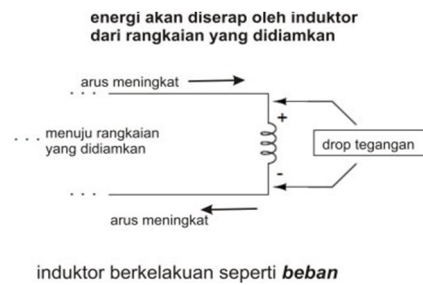 energi akan diserap oleh induktor
dari rangkaian yang didiamkan
arus meningkat
+
. . . menuju rangkaian
yang didiamkan
drop tegangan
-
arus meningkat
induktor berkelakuan seperti beban